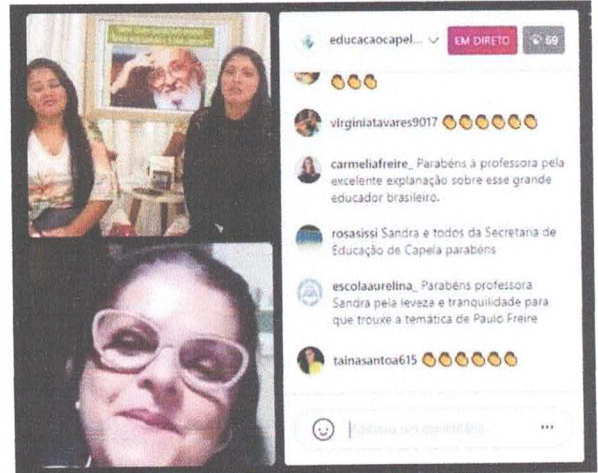 educacaocapel...
EM DIRETO
69
virginiatavares9017
carmeliafreire_ Parabéns à professora pela
excelente explanação sobre esse grande
educador brasileiro.
rosasissi Sandra e todos da Secretaria de
Educação de Capela parabéns
escolaaurelina_ Parabéns professora
Sandra pela leveza e tranquilidade para
que trouxe a temática de Paulo Freire
tainasantoa615